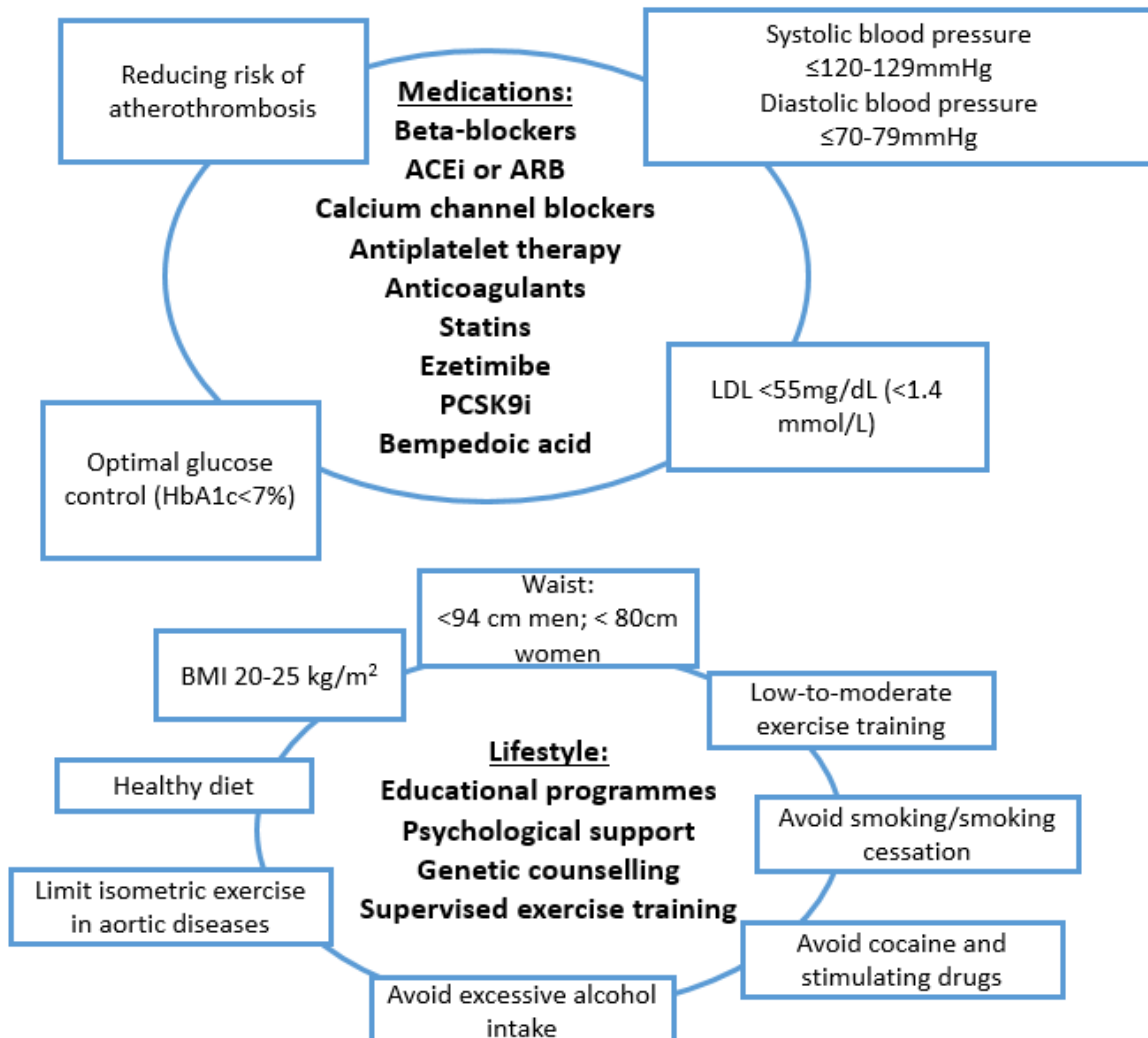 Reducing risk of
atherothrombosis
Systolic blood pressure
≤120-129mmHg
Diastolic blood pressure
≤70-79mmHg
Medications:
Beta-blockers
ACEi or ARB
Calcium channel blockers
Antiplatelet therapy
Anticoagulants
Statins
Ezetimibe
PCSK9i
Bempedoic acid
LDL <55mg/dL (<1.4
mmol/L)
Optimal glucose
control (HbA1c<7%)
Waist:
<94 cm men; < 80cm
women
BMI 20-25 kg/m²
Low-to-moderate
exercise training
Healthy diet
Lifestyle:
Educational programmes
Psychological support
Genetic counselling
Supervised exercise training
Avoid smoking/smoking
cessation
Limit isometric exercise
in aortic diseases
Avoid cocaine and
stimulating drugs
Avoid excessive alcohol
intake